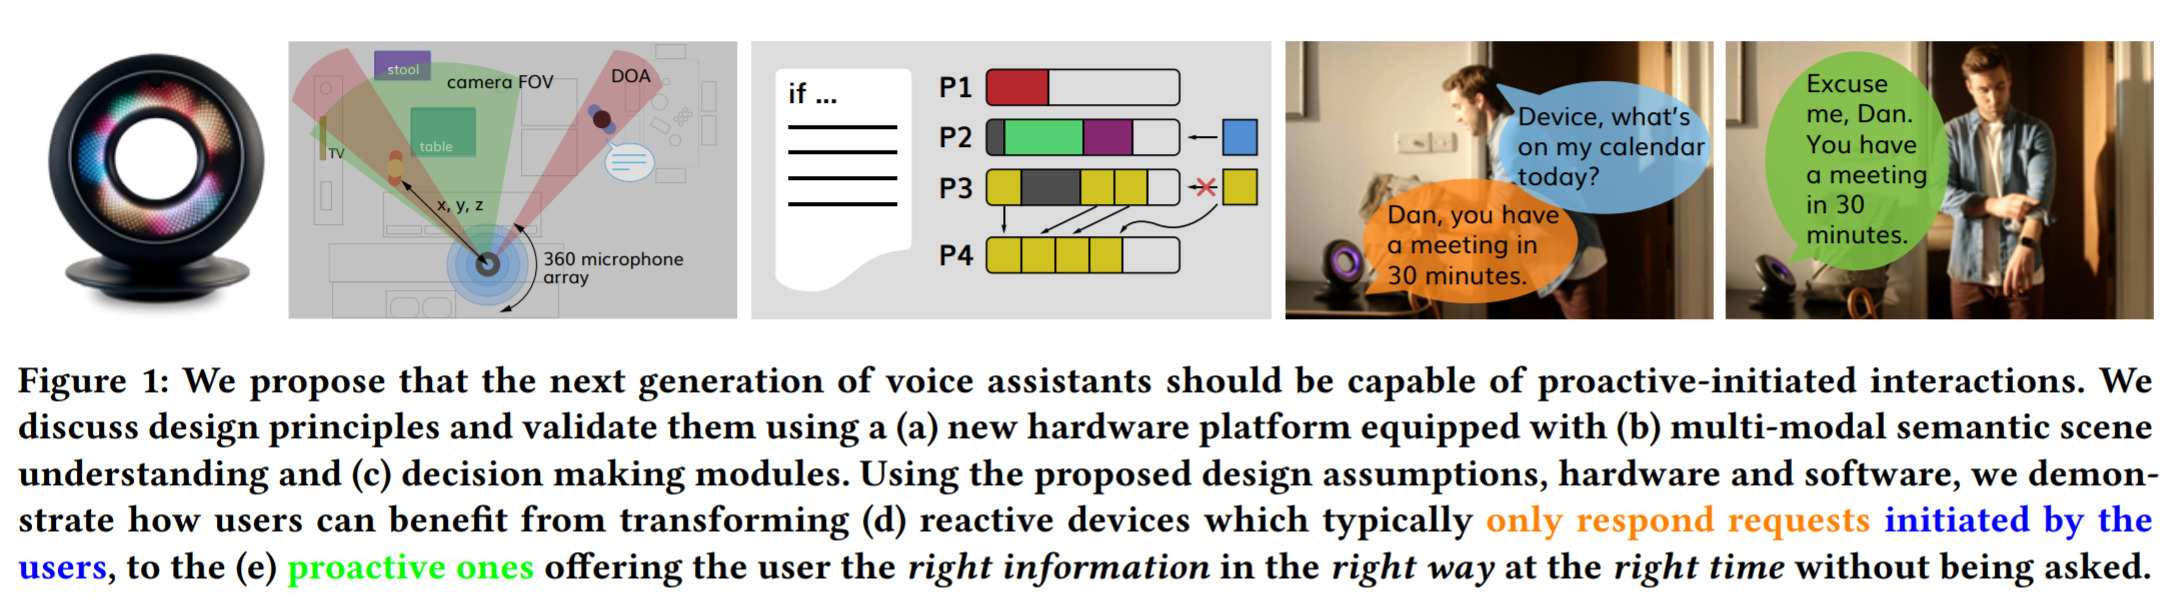 stool
camera FOV
DOA
TV
table
x, y, z
360 microphone
array
if ...
P1
P2
P3
P4
Device, what's
on my calendar
today?
Dan, you have
a meeting in
30 minutes.
Excuse
me, Dan.
You have
a meeting
in 30
minutes.
Figure 1: We propose that the next generation of voice assistants should be capable of proactive-initiated interactions. We
discuss design principles and validate them using a (a) new hardware platform equipped with (b) multi-modal semantic scene
understanding and (c) decision making modules. Using the proposed design assumptions, hardware and software, we demon-
strate how users can benefit from transforming (d) reactive devices which typically only respond requests initiated by the
users, to the (e) proactive ones offering the user the right information in the right way at the right time without being asked.